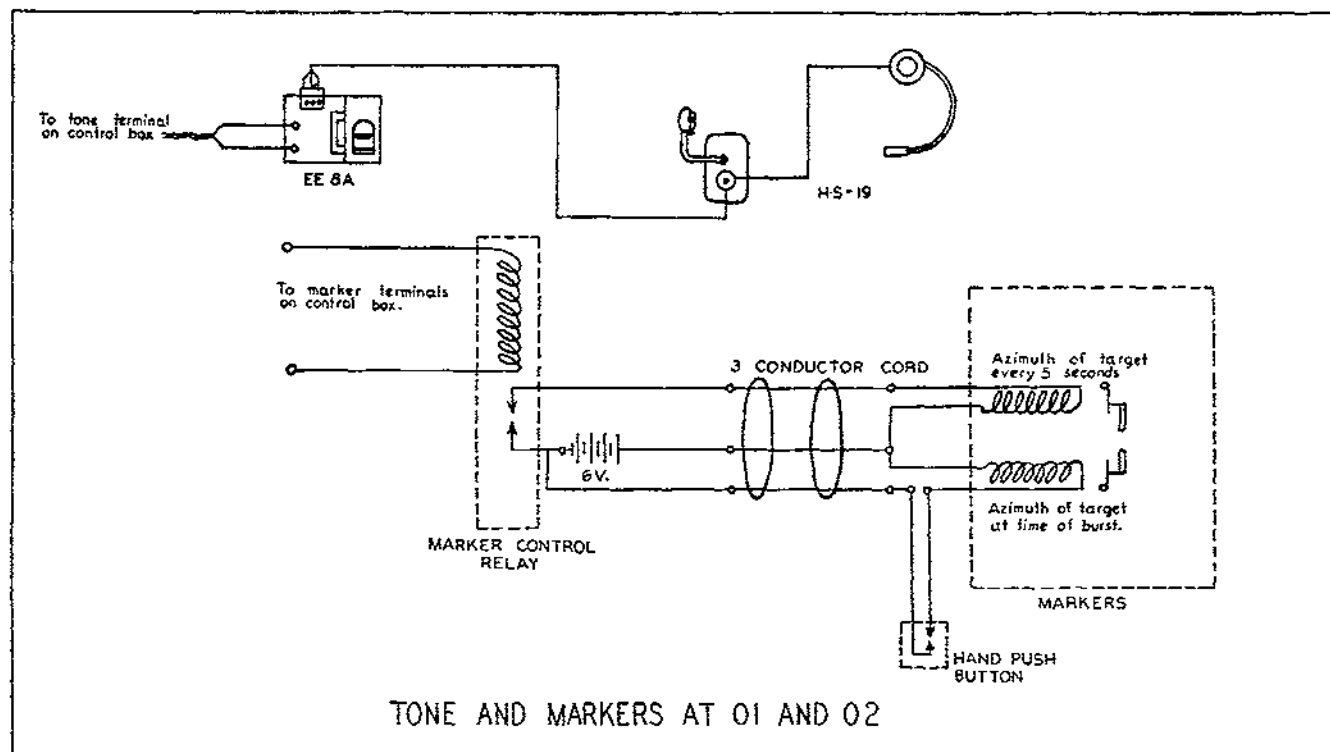 To tone terminal
on control box
EE 8A
H-S-19
To marker terminals
on control box.
3 CONDUCTOR CORD
Azimuth of target
every 5 seconds
6V.
Azimuth of target
at time of burst.
MARKER CONTROL
RELAY
MARKERS
HAND PUSH
BUTTON
TONE AND MARKERS AT 01 AND 02